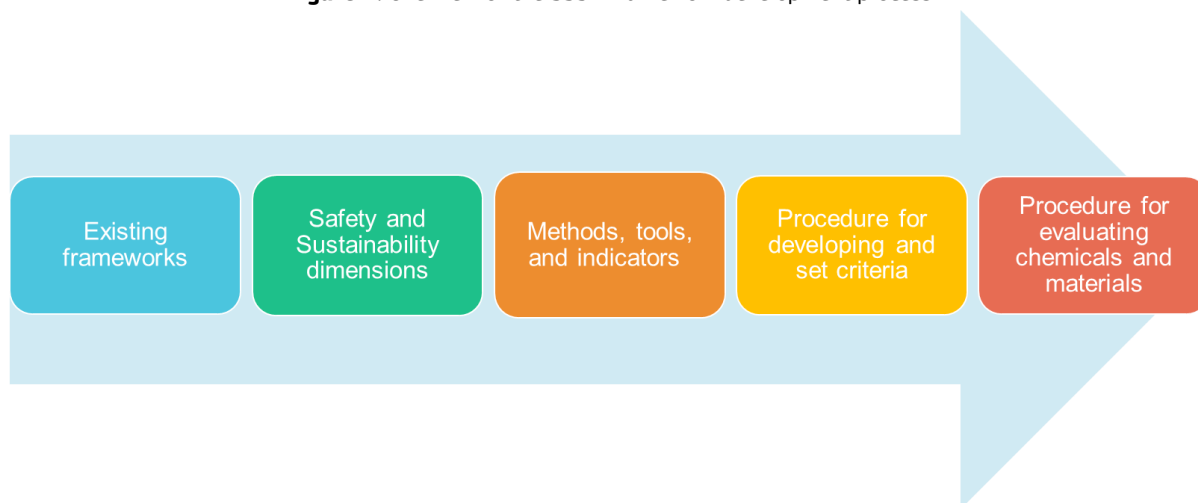 Existing
frameworks
Safety and
Sustainability
dimensions
Methods, tools,
and indicators
Procedure for
developing and
set criteria
Procedure for
evaluating
chemicals and
materials